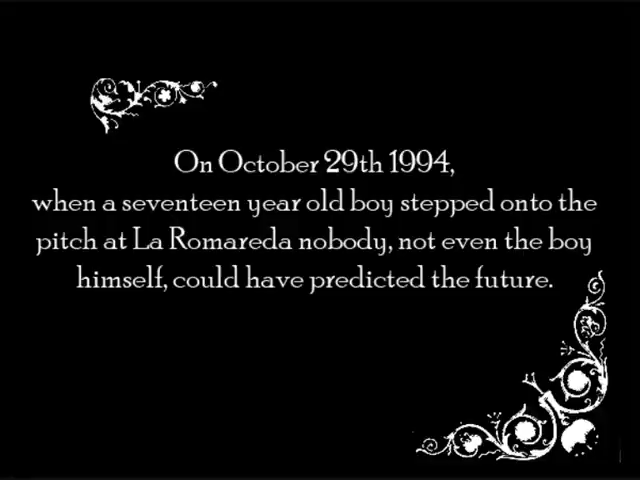 On October 29th 1994,
when a seventeen year old boy stepped onto the
pitch at La Romareda nobody, not even the boy
himself, could have predicted the future.